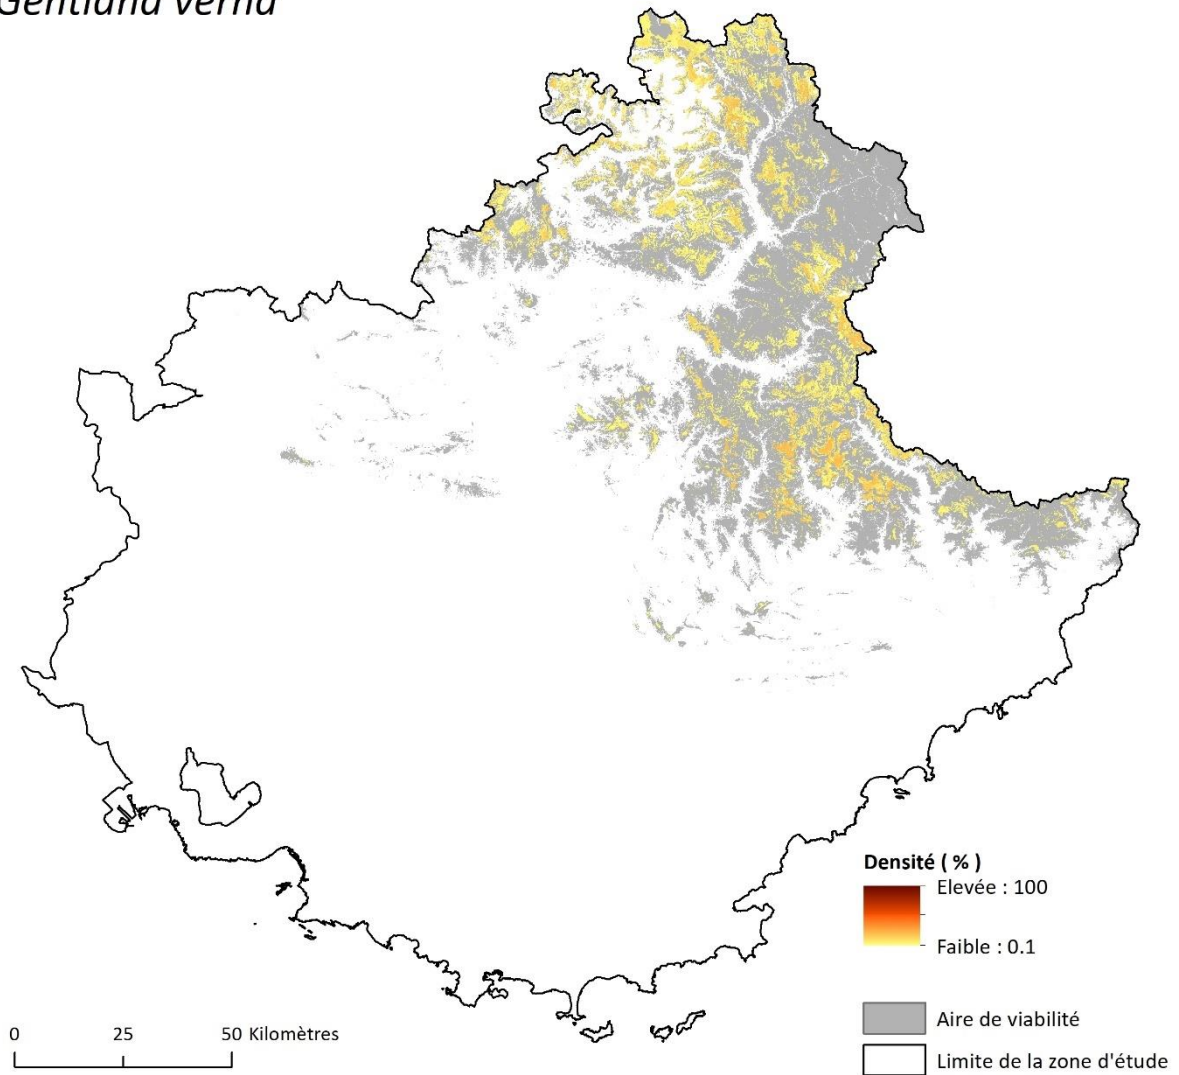 Gentiana verna
Densité ( % )
Elevée : 100
Faible : 0.1
Aire de viabilité
Limite de la zone d'étude
0 25 50 Kilomètres